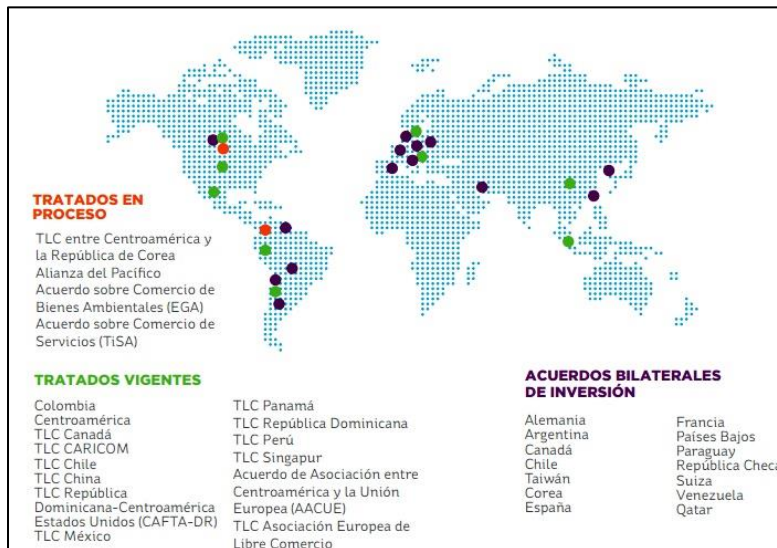 TRATADOS EN
PROCESO
TLC entre Centroamérica y
la República de Corea
Alianza del Pacífico
Acuerdo sobre Comercio de
Bienes Ambientales (EGA)
Acuerdo sobre Comercio de
Servicios (TiSA)
TRATADOS VIGENTES
Colombia
Centroamérica
TLC Canadá
TLC CARICOM
TLC Chile
TLC China
TLC República
Dominicana-Centroamérica
Estados Unidos (CAFTA-DR)
TLC México
TLC Panamá
TLC República Dominicana
TLC Perú
TLC Singapur
Acuerdo de Asociación entre
Centroamérica y la Unión
Europea (AACUE)
TLC Asociación Europea de
Libre Comercio
ACUERDOS BILATERALES
DE INVERSIÓN
Alemania
Argentina
Canadá
Chile
Taiwán
Corea
España
Francia
Países Bajos
Paraguay
República Checa
Suiza
Venezuela
Qatar